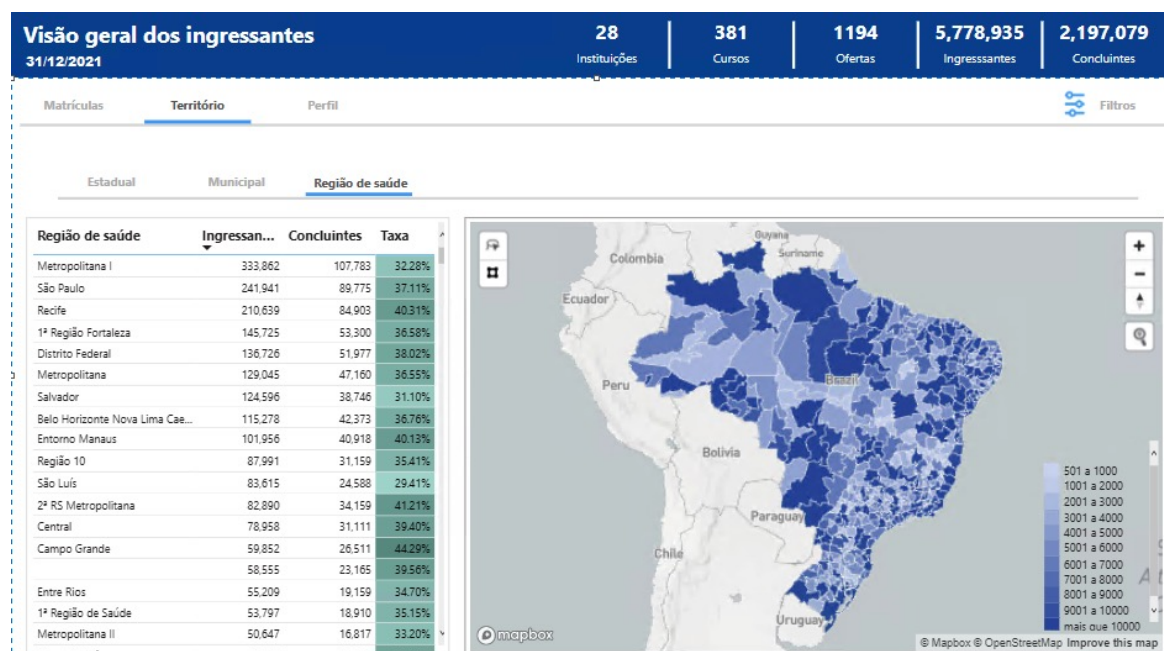 Visão geral dos ingressantes
31/12/2021
28
Instituições
381
Cursos
1194
Ofertas
5,778,935
Ingresssantes
2,197,079
Concluintes
Matrículas Território Perfil
Filtros
Estadual Municipal Região de saúde
Região de saúde Ingressan... Concluintes Taxa
Metropolitana I 333,862 107,783 32.28%
São Paulo 241,941 89,775 37.11%
Recife 210,639 84,903 40.31%
1ª Região Fortaleza 145,725 53,300 36.58%
Distrito Federal 136,726 51,977 38.02%
Metropolitana 129,045 47,160 36.55%
Salvador 124,596 38,746 31.10%
Belo Horizonte Nova Lima Cae... 115,278 42,373 36.76%
Entorno Manaus 101,956 40,918 40.13%
Região 10 87,991 31,159 35.41%
São Luís 83,615 24,588 29.41%
2ª RS Metropolitana 82,890 34,159 41.21%
Central 78,958 31,111 39.40%
Campo Grande 59,852 26,511 44.29%
58,555 23,165 39.56%
Entre Rios 55,209 19,159 34.70%
1ª Região de Saúde 53,797 18,910 35.15%
Metropolitana II 50,647 16,817 33.20%
Guyana
Suriname
Colombia
Ecuador
Peru
Brazil
Bolivia
Paraguay
Chile
Uruguay
501 a 1000
1001 a 2000
2001 a 3000
3001 a 4000
4001 a 5000
5001 a 6000
6001 a 7000
7001 a 8000
8001 a 9000
9001 a 10000
mais que 10000
mapbox
© Mapbox © OpenStreetMap Improve this map